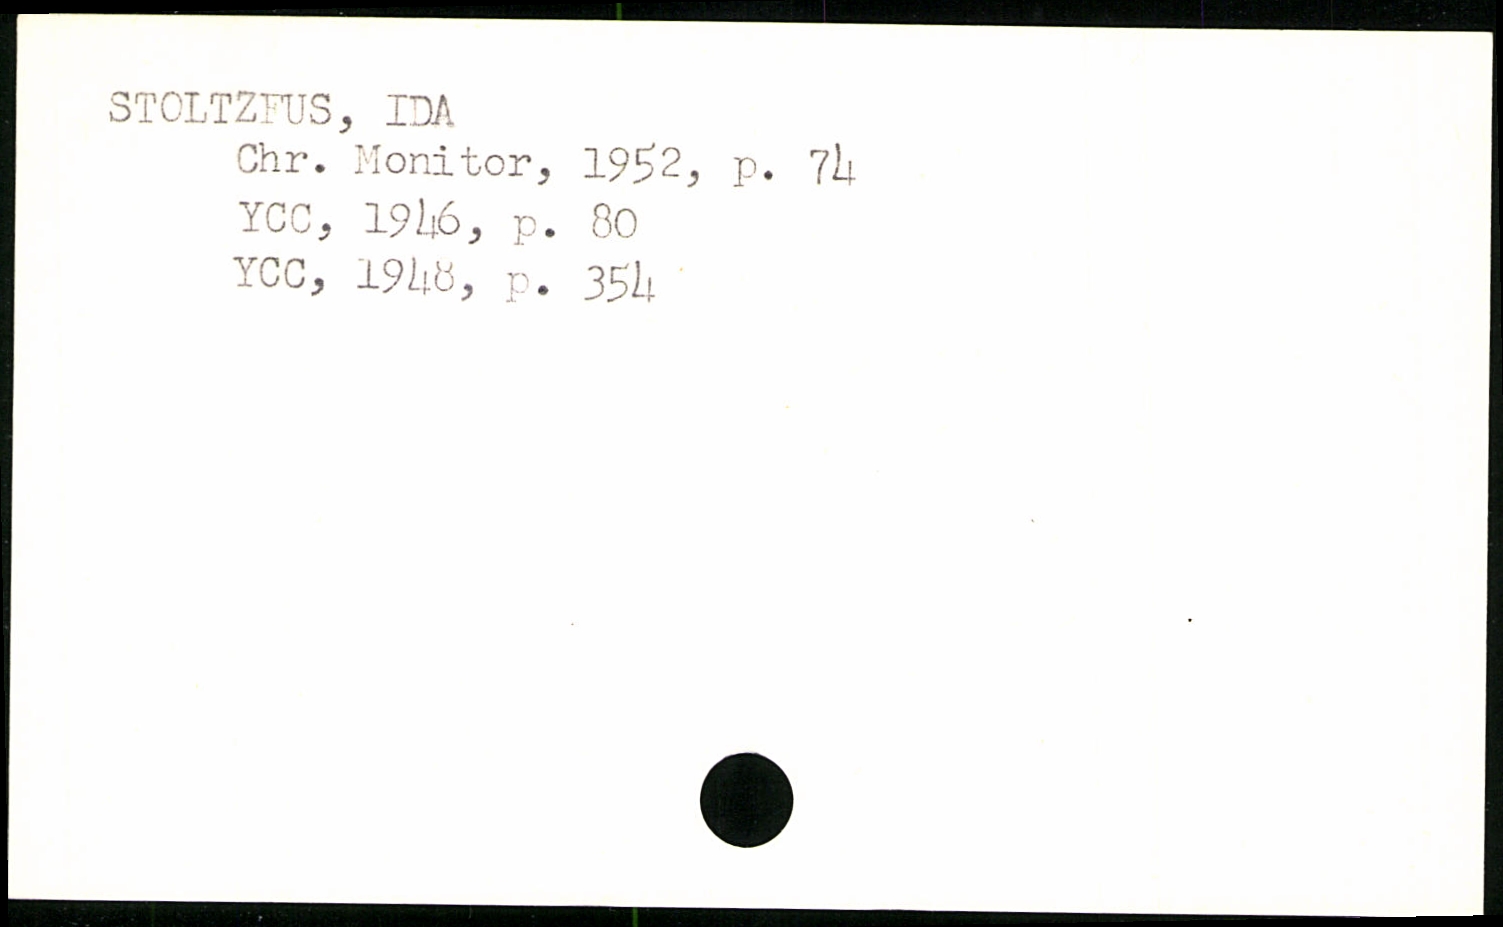 STOLTZFUS, IDA
Chr. Monitor, 1952, p. 74
YCC, 1946, p. 80
YCC, 1948, p. 354